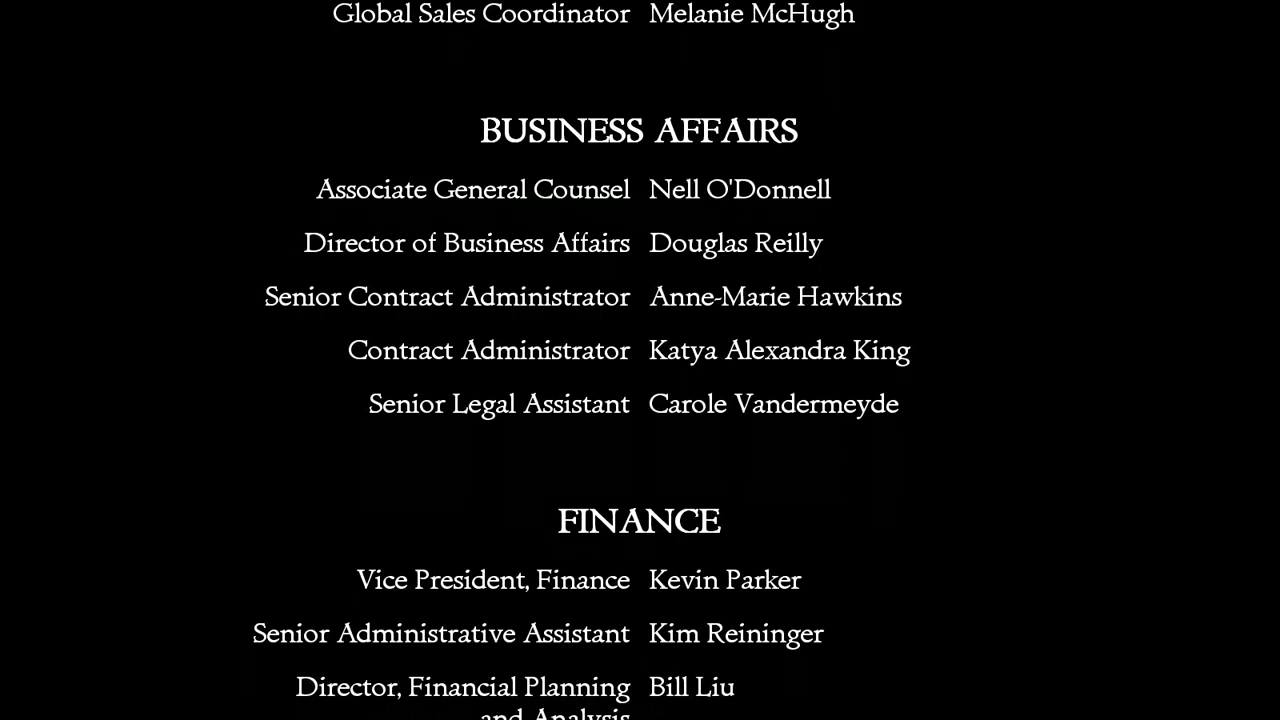 Global Sales Coordinator Melanie McHugh
BUSINESS AFFAIRS
Associate General Counsel Nell O'Donnell
Director of Business Affairs Douglas Reilly
Senior Contract Administrator Anne-Marie Hawkins
Contract Administrator Katya Alexandra King
Senior Legal Assistant Carole Vandermeyde
FINANCE
Vice President, Finance Kevin Parker
Senior Administrative Assistant Kim Reininger
Director, Financial Planning Bill Liu
and Analysis